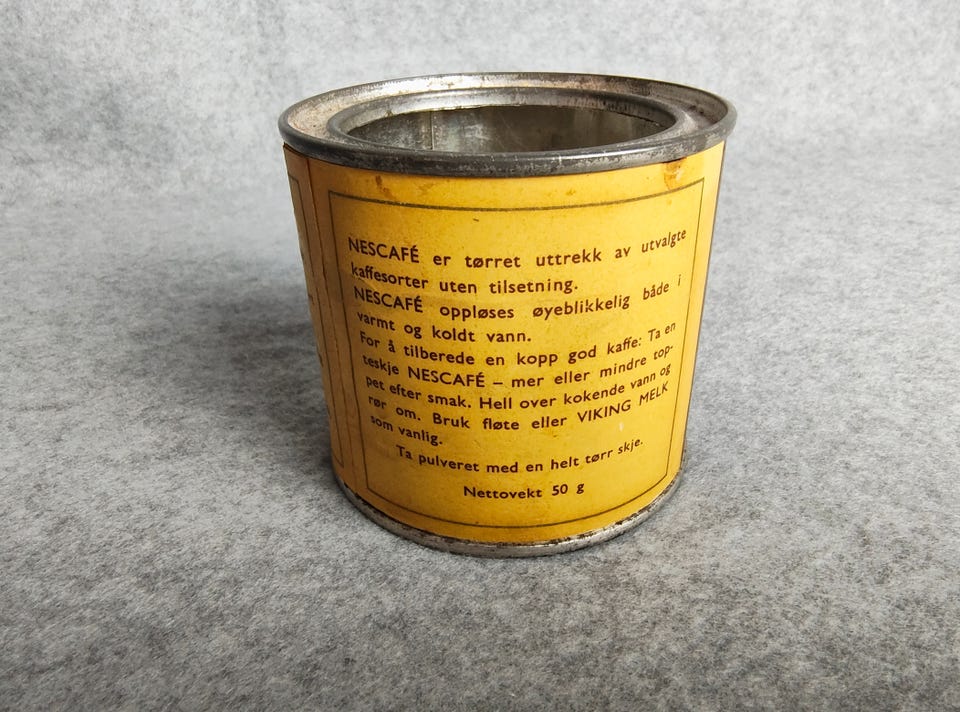 NESCAFÉ er tørret uttrekk av utvalgte
kaffesorter uten tilsetning.
NESCAFÉ oppløses øyeblikkelig både i
varmt og koldt vann.
For å tilberede en kopp god kaffe: Ta en
teskje NESCAFÉ – mer eller mindre top-
pet efter smak. Hell over kokende vann og
rør om. Bruk fløte eller VIKING MELK
som vanlig.
Ta pulveret med en helt tørr skje.
Nettovekt 50 g